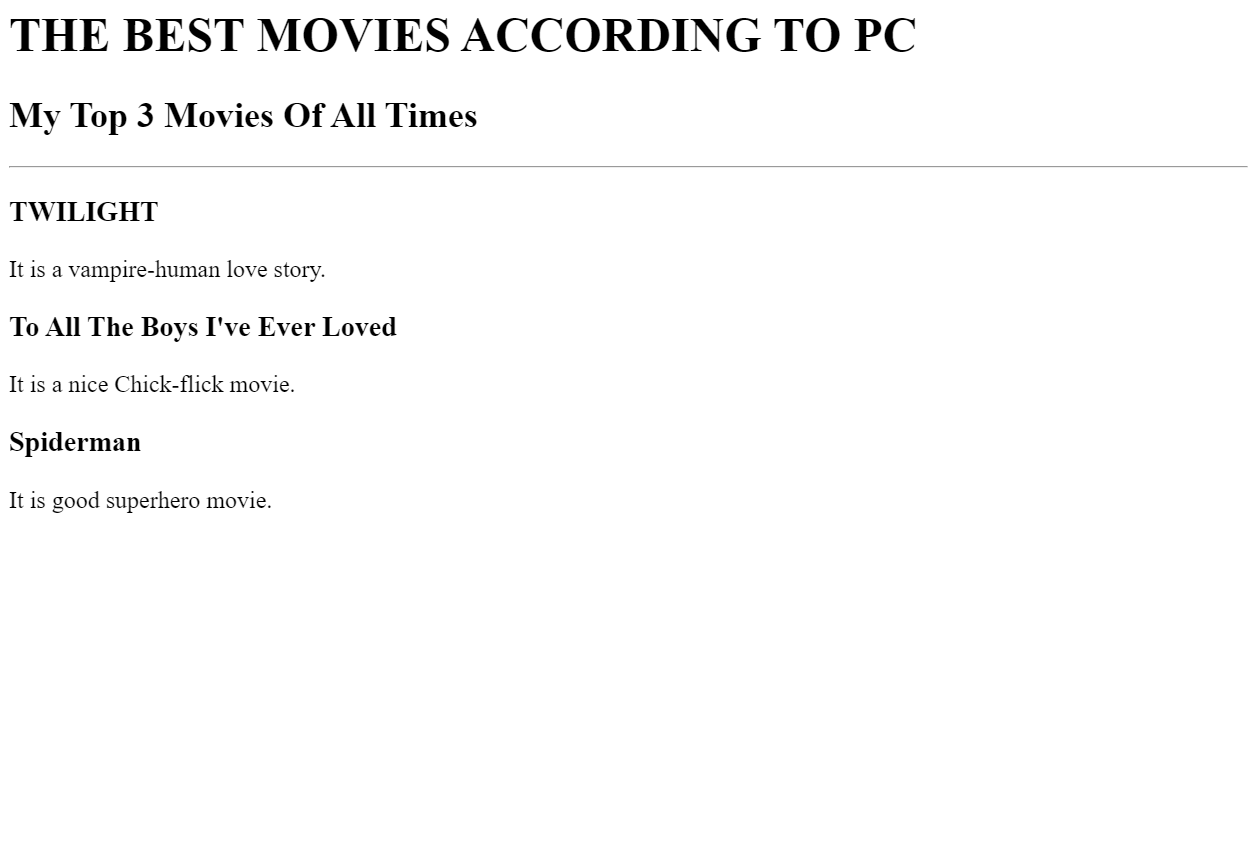 THE BEST MOVIES ACCORDING TO PC
My Top 3 Movies Of All Times
TWILIGHT
It is a vampire-human love story.
To All The Boys I've Ever Loved
It is a nice Chick-flick movie.
Spiderman
It is good superhero movie.